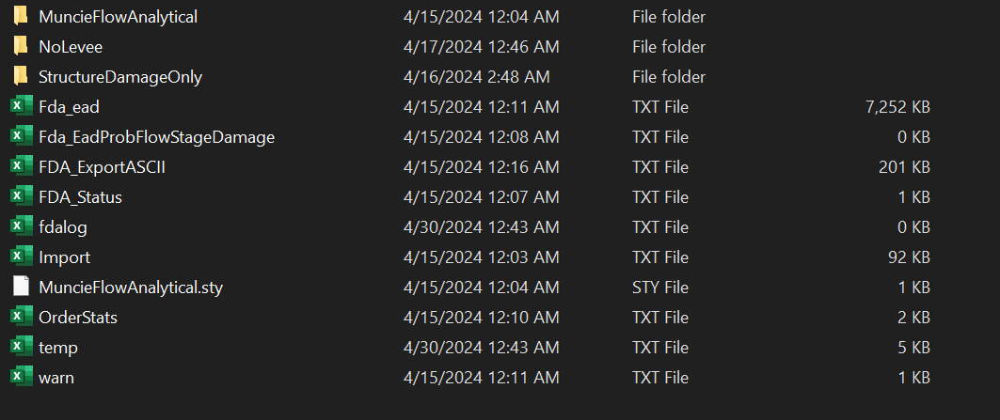 MuncieFlowAnalytical 4/15/2024 12:04 AM File folder
NoLevee 4/17/2024 12:46 AM File folder
StructureDamageOnly 4/16/2024 2:48 AM File folder
Fda_ead 4/15/2024 12:11 AM TXT File 7,252 KB
Fda_EadProbFlowStageDamage 4/15/2024 12:08 AM TXT File 0 KB
FDA_ExportASCII 4/15/2024 12:16 AM TXT File 201 KB
FDA_Status 4/15/2024 12:07 AM TXT File 1 KB
fdalog 4/30/2024 12:43 AM TXT File 0 KB
Import 4/15/2024 12:03 AM TXT File 92 KB
MuncieFlowAnalytical.sty 4/15/2024 12:04 AM STY File 1 KB
OrderStats 4/15/2024 12:10 AM TXT File 2 KB
temp 4/30/2024 12:43 AM TXT File 5 KB
warn 4/15/2024 12:11 AM TXT File 1 KB